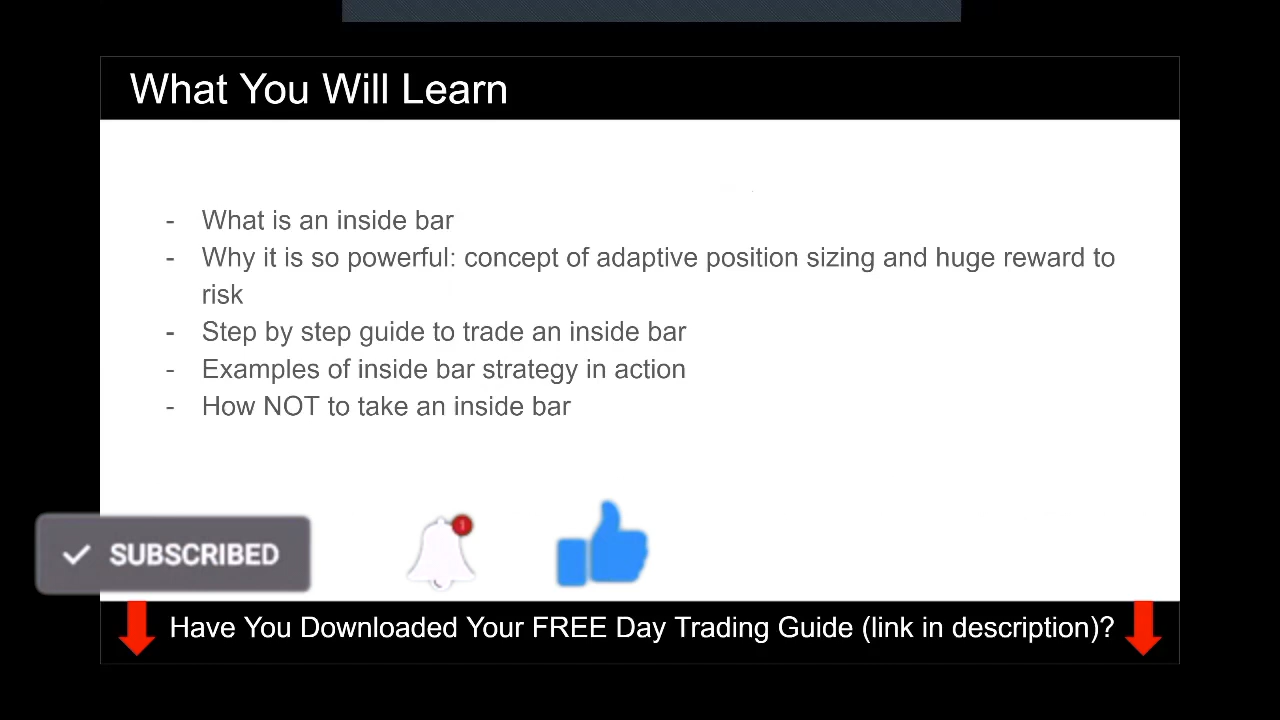 What You Will Learn
- What is an inside bar
- Why it is so powerful: concept of adaptive position sizing and huge reward to
risk
- Step by step guide to trade an inside bar
- Examples of inside bar strategy in action
- How NOT to take an inside bar
SUBSCRIBED
1
Have You Downloaded Your FREE Day Trading Guide (link in description)?